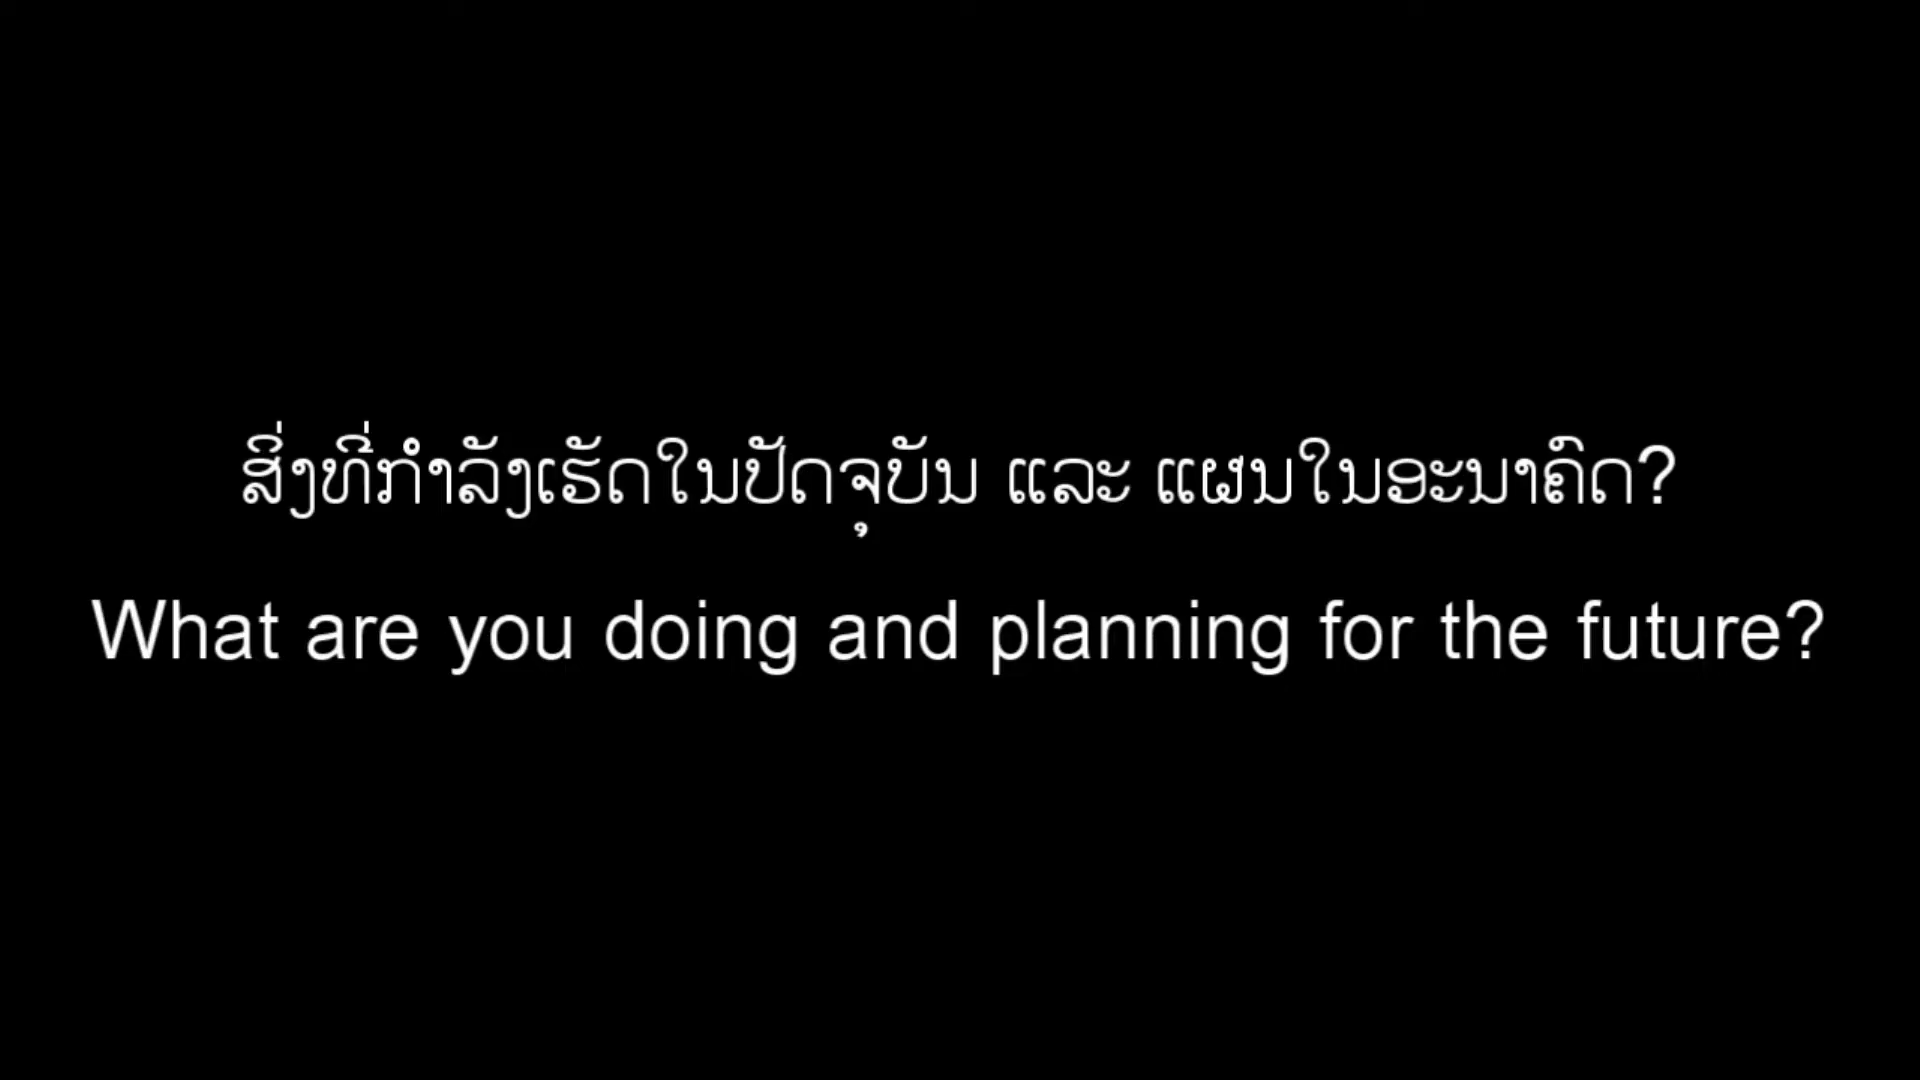 ສິ່ງທີ່ກຳລັງເຮັດໃນປັດຈຸບັນ ແລະ ແຜນໃນອະນາຄົດ?
What are you doing and planning for the future?